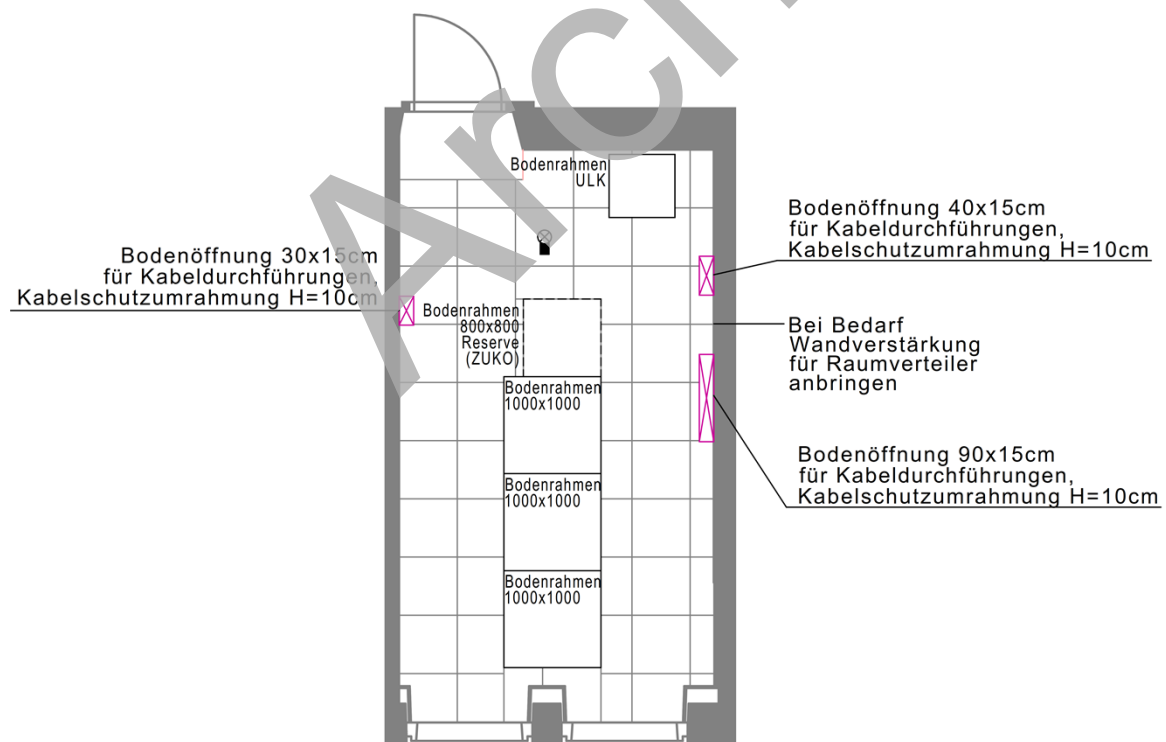 Arch
Bodenrahmen
ULK
Bodenöffnung 40x15cm
für Kabeldurchführungen,
Kabelschutzumrahmung H=10cm
Bodenöffnung 30x15cm
für Kabeldurchführungen,
Kabelschutzumrahmung H=10cm
Bodenrahmen
800x800
Reserve
(ZUKO)
Bei Bedarf
Wandverstärkung
für Raumverteiler
anbringen
Bodenrahmen
1000x1000
Bodenöffnung 90x15cm
für Kabeldurchführungen,
Kabelschutzumrahmung H=10cm
Bodenrahmen
1000x1000
Bodenrahmen
1000x1000